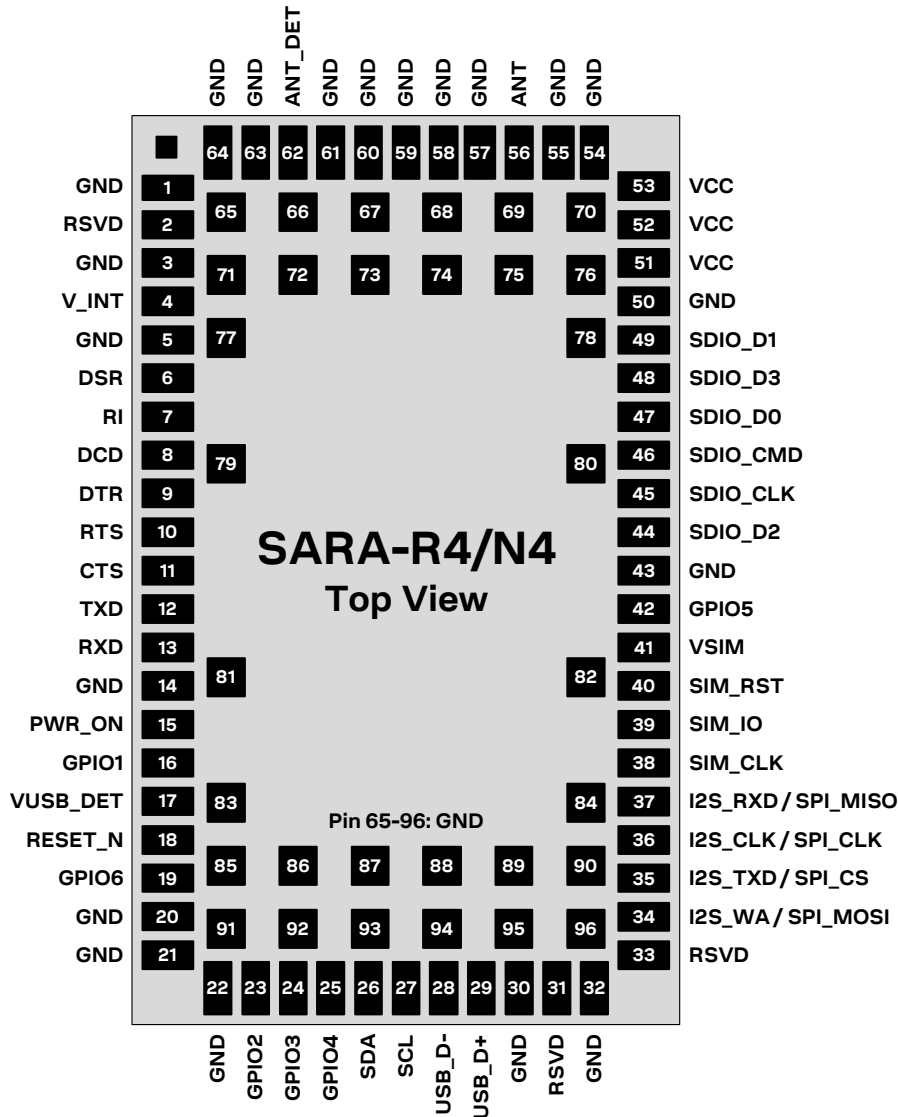 GND GND ANT_DET GND GND GND GND GND ANT GND GND
64 63 62 61 60 59 58 57 56 55 54
GND 1 65 66 67 68 69 70 53 VCC
RSVD 2 52 VCC
GND 3 71 72 73 74 75 76 51 VCC
V_INT 4 50 GND
GND 5 77 78 49 SDIO_D1
DSR 6 48 SDIO_D3
RI 7 47 SDIO_D0
DCD 8 79 80 46 SDIO_CMD
DTR 9 45 SDIO_CLK
RTS 10 44 SDIO_D2
SARA-R4/N4
CTS 11 43 GND
Top View
TXD 12 42 GPIO5
RXD 13 41 VSIM
GND 14 81 82 40 SIM_RST
PWR_ON 15 39 SIM_IO
GPIO1 16 38 SIM_CLK
VUSB_DET 17 83 84 37 I2S_RXD / SPI_MISO
Pin 65-96: GND
RESET_N 18 36 I2S_CLK / SPI_CLK
GPIO6 19 85 86 87 88 89 90 35 I2S_TXD / SPI_CS
GND 20 91 92 93 94 95 96 34 I2S_WA / SPI_MOSI
GND 21 33 RSVD
22 23 24 25 26 27 28 29 30 31 32
GND GPIO2 GPIO3 GPIO4 SDA SCL USB_D- USB_D+ GND RSVD GND